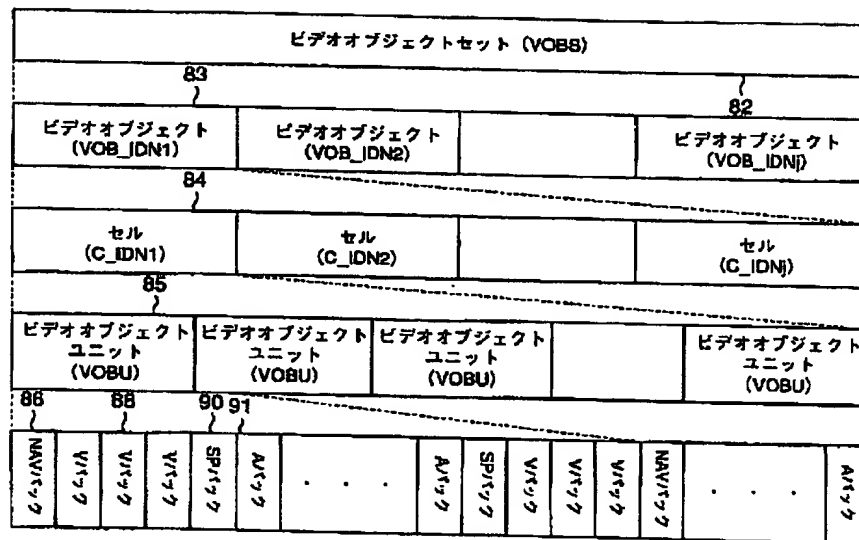 ビデオオブジェクトセット (VOBS)
83
82
ビデオオブジェクト
(VOB_IDN1)
ビデオオブジェクト
(VOB_IDN2)
ビデオオブジェクト
(VOB_IDNj)
84
セル
(C_IDN1)
セル
(C_IDN2)
セル
(C_IDNj)
85
ビデオオブジェクト
ユニット
(VOBU)
ビデオオブジェクト
ユニット
(VOBU)
ビデオオブジェクト
ユニット
(VOBU)
ビデオオブジェクト
ユニット
(VOBU)
86
88
90
91
NAVパック
Vパック
Vパック
Vパック
SPパック
Aパック
・ ・ ・
Aパック
SPパック
Vパック
Vパック
Vパック
NAVパック
・ ・ ・
Aパック